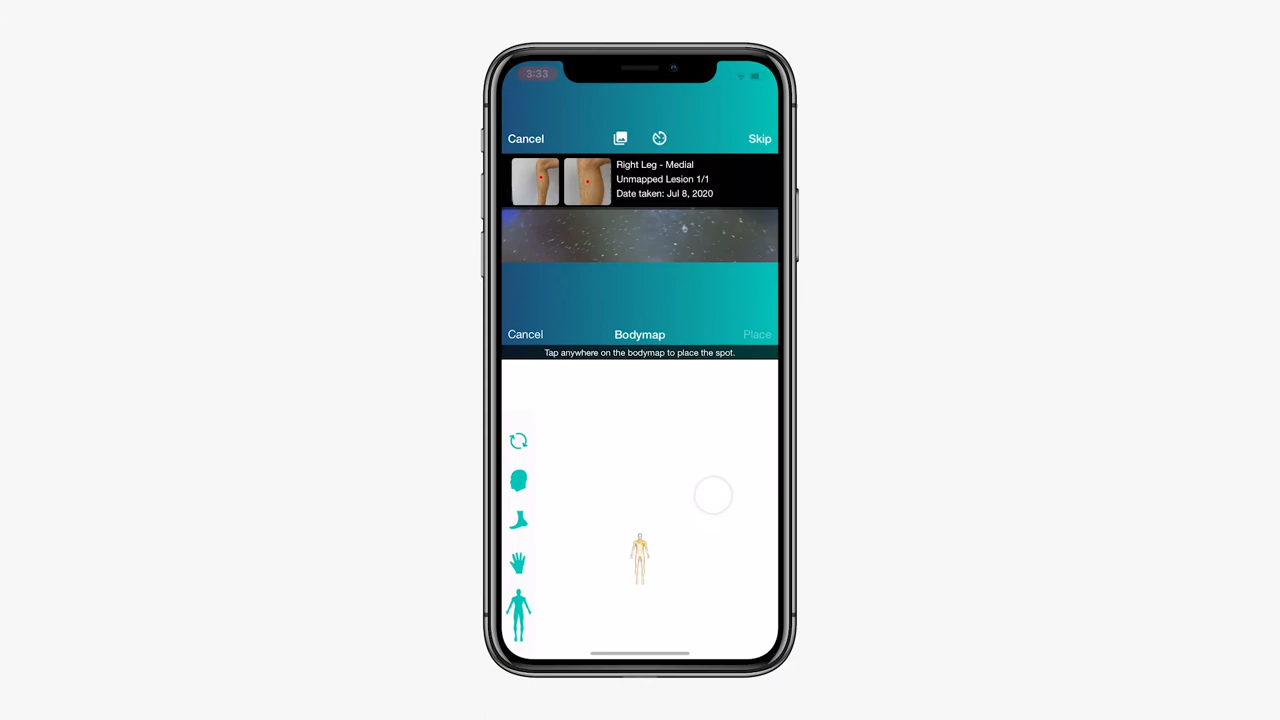 3:33
Cancel
Skip
Right Leg - Medial
Unmapped Lesion 1/1
Date taken: Jul 8, 2020
Cancel
Bodymap
Place
Tap anywhere on the bodymap to place the spot.